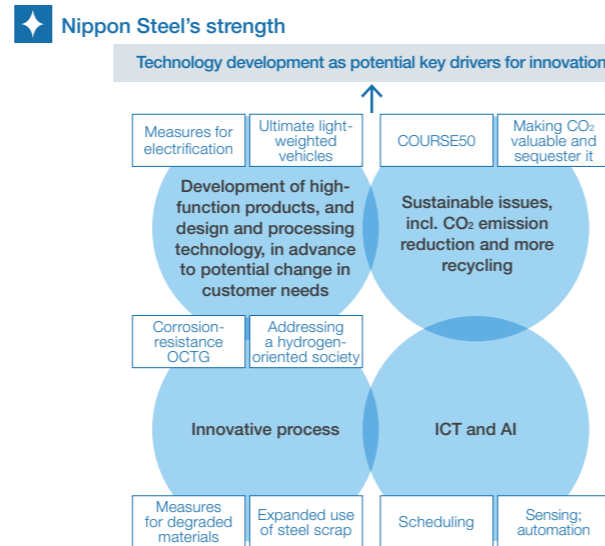 Nippon Steel's strength
Technology development as potential key drivers for innovation
Measures for
electrification
Ultimate light-
weighted
vehicles
COURSE50
Making CO₂
valuable and
sequester it
Development of high-
function products, and
design and processing
technology, in advance
to potential change in
customer needs
Sustainable issues,
incl. CO₂ emission
reduction and more
recycling
Corrosion-
resistance
OCTG
Addressing
a hydrogen-
oriented society
Innovative process
ICT and AI
Measures
for degraded
materials
Expanded use
of steel scrap
Scheduling
Sensing;
automation